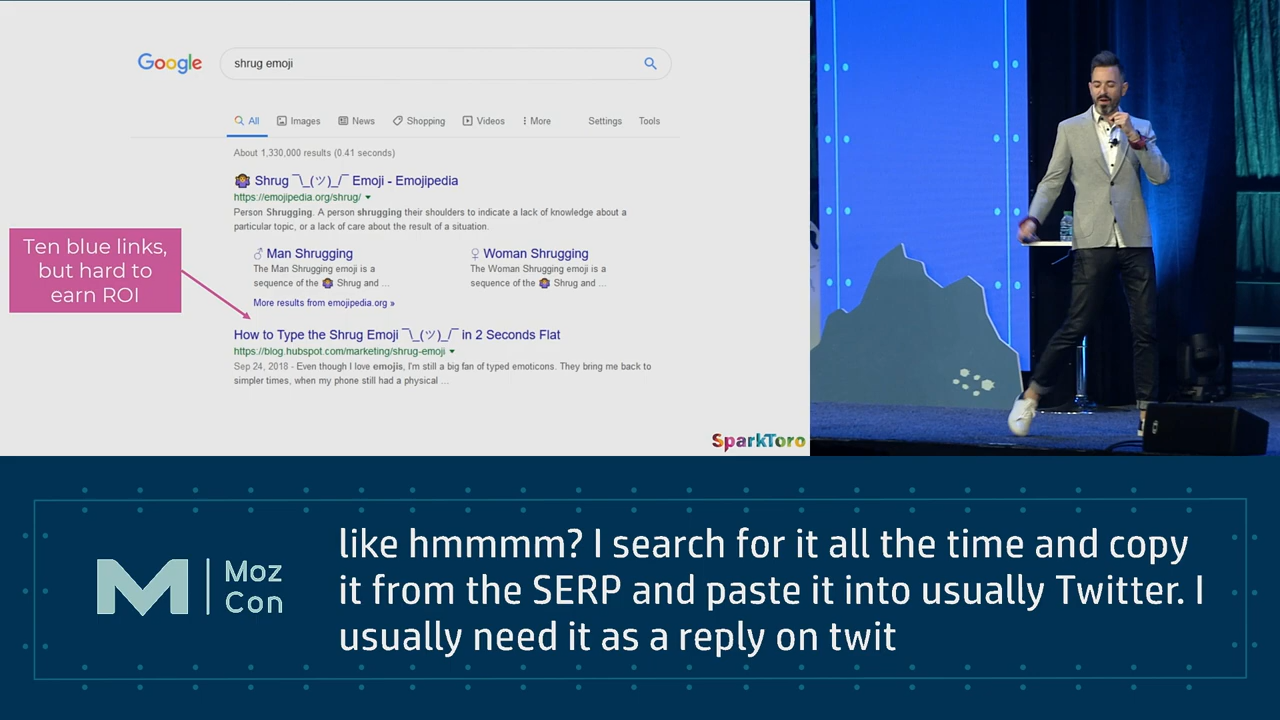 Google
shrug emoji
All Images News Shopping Videos More Settings Tools
About 1,330,000 results (0.41 seconds)
🤷 Shrug ¯\_(ツ)_/¯ Emoji - Emojipedia
https://emojipedia.org/shrug/
Person Shrugging. A person shrugging their shoulders to indicate a lack of knowledge about a
particular topic, or a lack of care about the result of a situation.
♂ Man Shrugging
The Man Shrugging emoji is a
sequence of the 🤷 Shrug and ...
♀ Woman Shrugging
The Woman Shrugging emoji is a
sequence of the 🤷 Shrug and ...
More results from emojipedia.org »
Ten blue links,
but hard to
earn ROI
How to Type the Shrug Emoji ¯\_(ツ)_/¯ in 2 Seconds Flat
https://blog.hubspot.com/marketing/shrug-emoji
Sep 24, 2018 - Even though I love emojis, I'm still a big fan of typed emoticons. They bring me back to
simpler times, when my phone still had a physical ...
SparkToro
Moz
Con
like hmmmm? I search for it all the time and copy
it from the SERP and paste it into usually Twitter. I
usually need it as a reply on twit